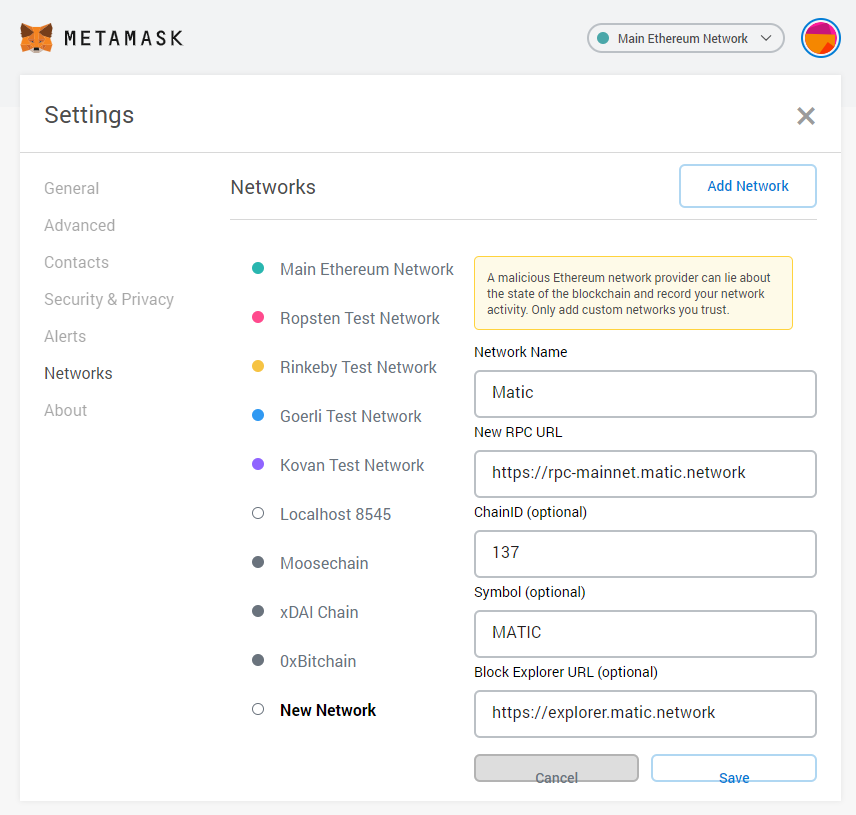 METAMASK
Main Ethereum Network
Settings
General
Advanced
Contacts
Security & Privacy
Alerts
Networks
About
Networks
Add Network
Main Ethereum Network
Ropsten Test Network
Rinkeby Test Network
Goerli Test Network
Kovan Test Network
Localhost 8545
Moosechain
xDAI Chain
0xBitchain
New Network
A malicious Ethereum network provider can lie about
the state of the blockchain and record your network
activity. Only add custom networks you trust.
Network Name
Matic
New RPC URL
https://rpc-mainnet.matic.network
ChainID (optional)
137
Symbol (optional)
MATIC
Block Explorer URL (optional)
https://explorer.matic.network
Cancel
Save